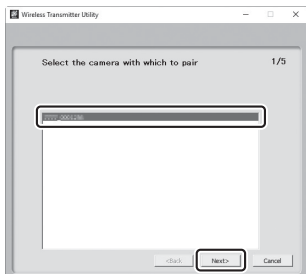 Wireless Transmitter Utility
Select the camera with which to pair
1/5
<Back
Next>
Cancel